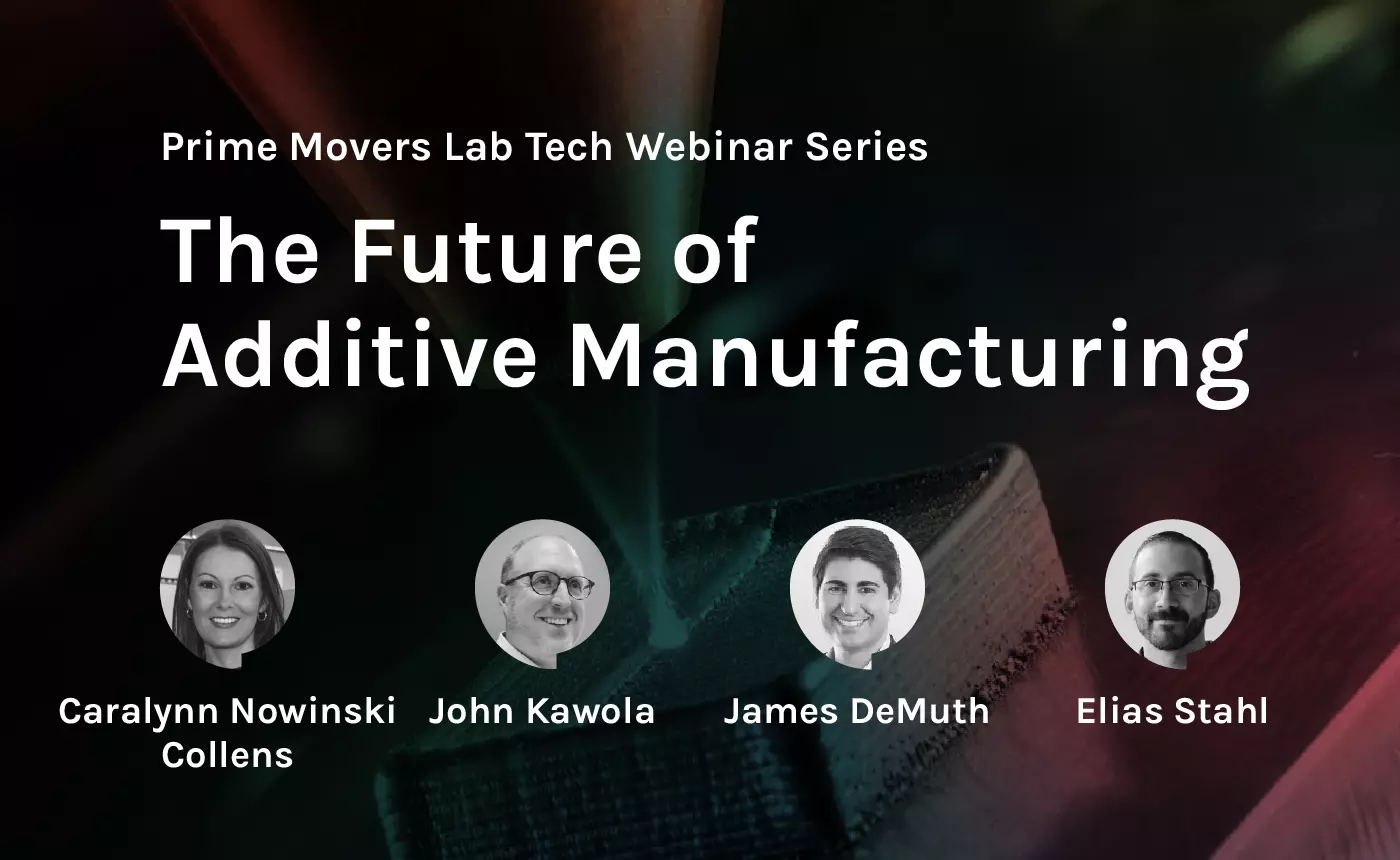 Prime Movers Lab Tech Webinar Series
The Future of
Additive Manufacturing
Caralynn Nowinski
Collens
John Kawola
James DeMuth
Elias Stahl